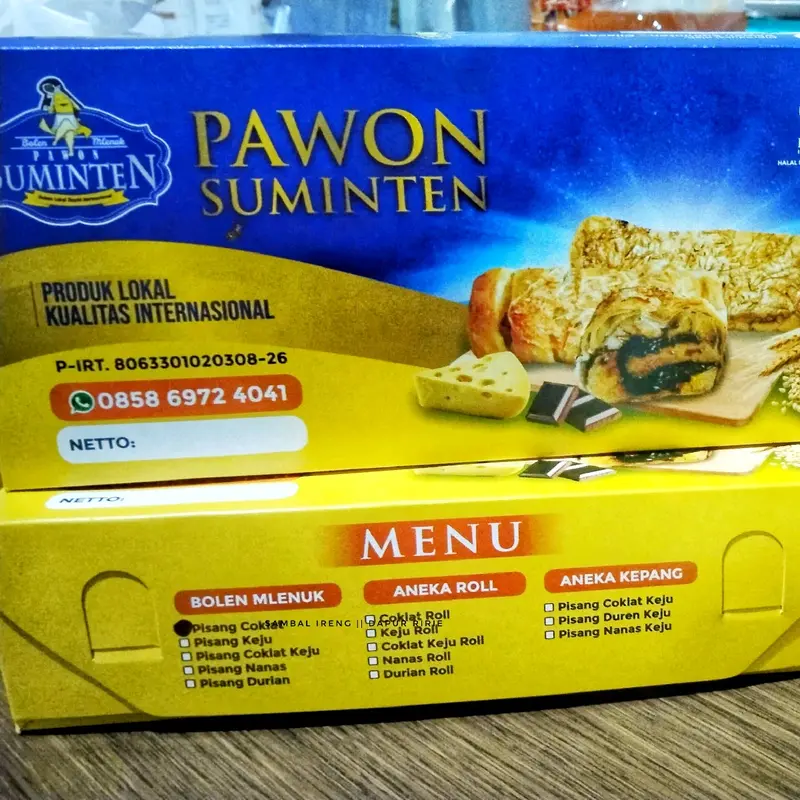 Bolen Mlenuk
PAWON
SUMINTEN
PAWON
SUMINTEN
HALAL
PRODUK LOKAL
KUALITAS INTERNASIONAL
P-IRT. 8063301020308-26
0858 6972 4041
NETTO:
NETTO:
MENU
BOLEN MLENUK
Pisang Coklat
Pisang Keju
Pisang Coklat Keju
Pisang Nanas
Pisang Durian
ANEKA ROLL
Coklat Roll
Keju Roll
Coklat Keju Roll
Nanas Roll
Durian Roll
ANEKA KEPANG
Pisang Coklat Keju
Pisang Duren Keju
Pisang Nanas Keju
SAMBAL IRENG || DAPUR RIRIE